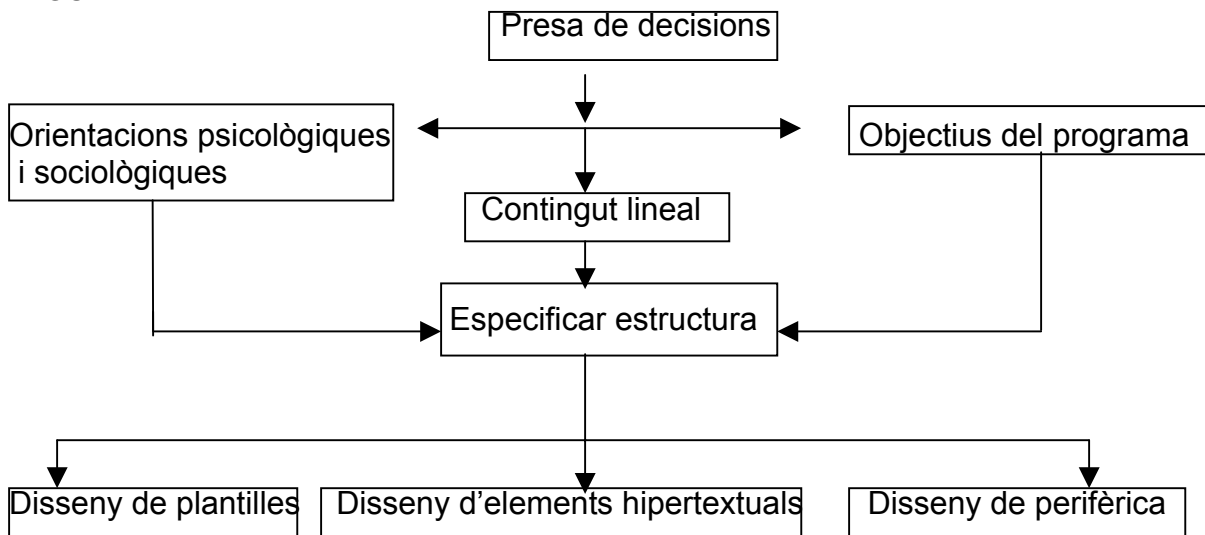 Presa de decisions
Orientacions psicològiques
i sociològiques
Objectius del programa
Contingut lineal
Especificar estructura
Disseny de plantilles
Disseny d’elements hipertextuals
Disseny de perifèrica